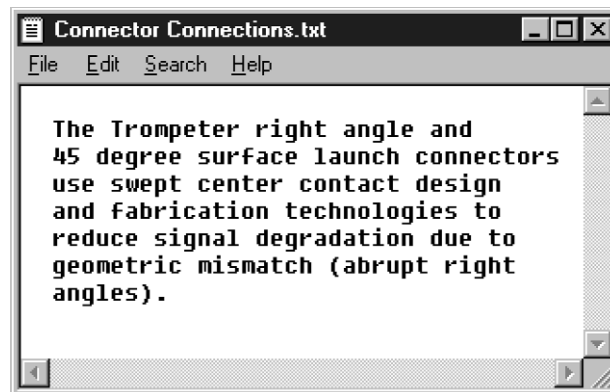 Connector Connections.txt
File Edit Search Help
The Trompeter right angle and
45 degree surface launch connectors
use swept center contact design
and fabrication technologies to
reduce signal degradation due to
geometric mismatch (abrupt right
angles).